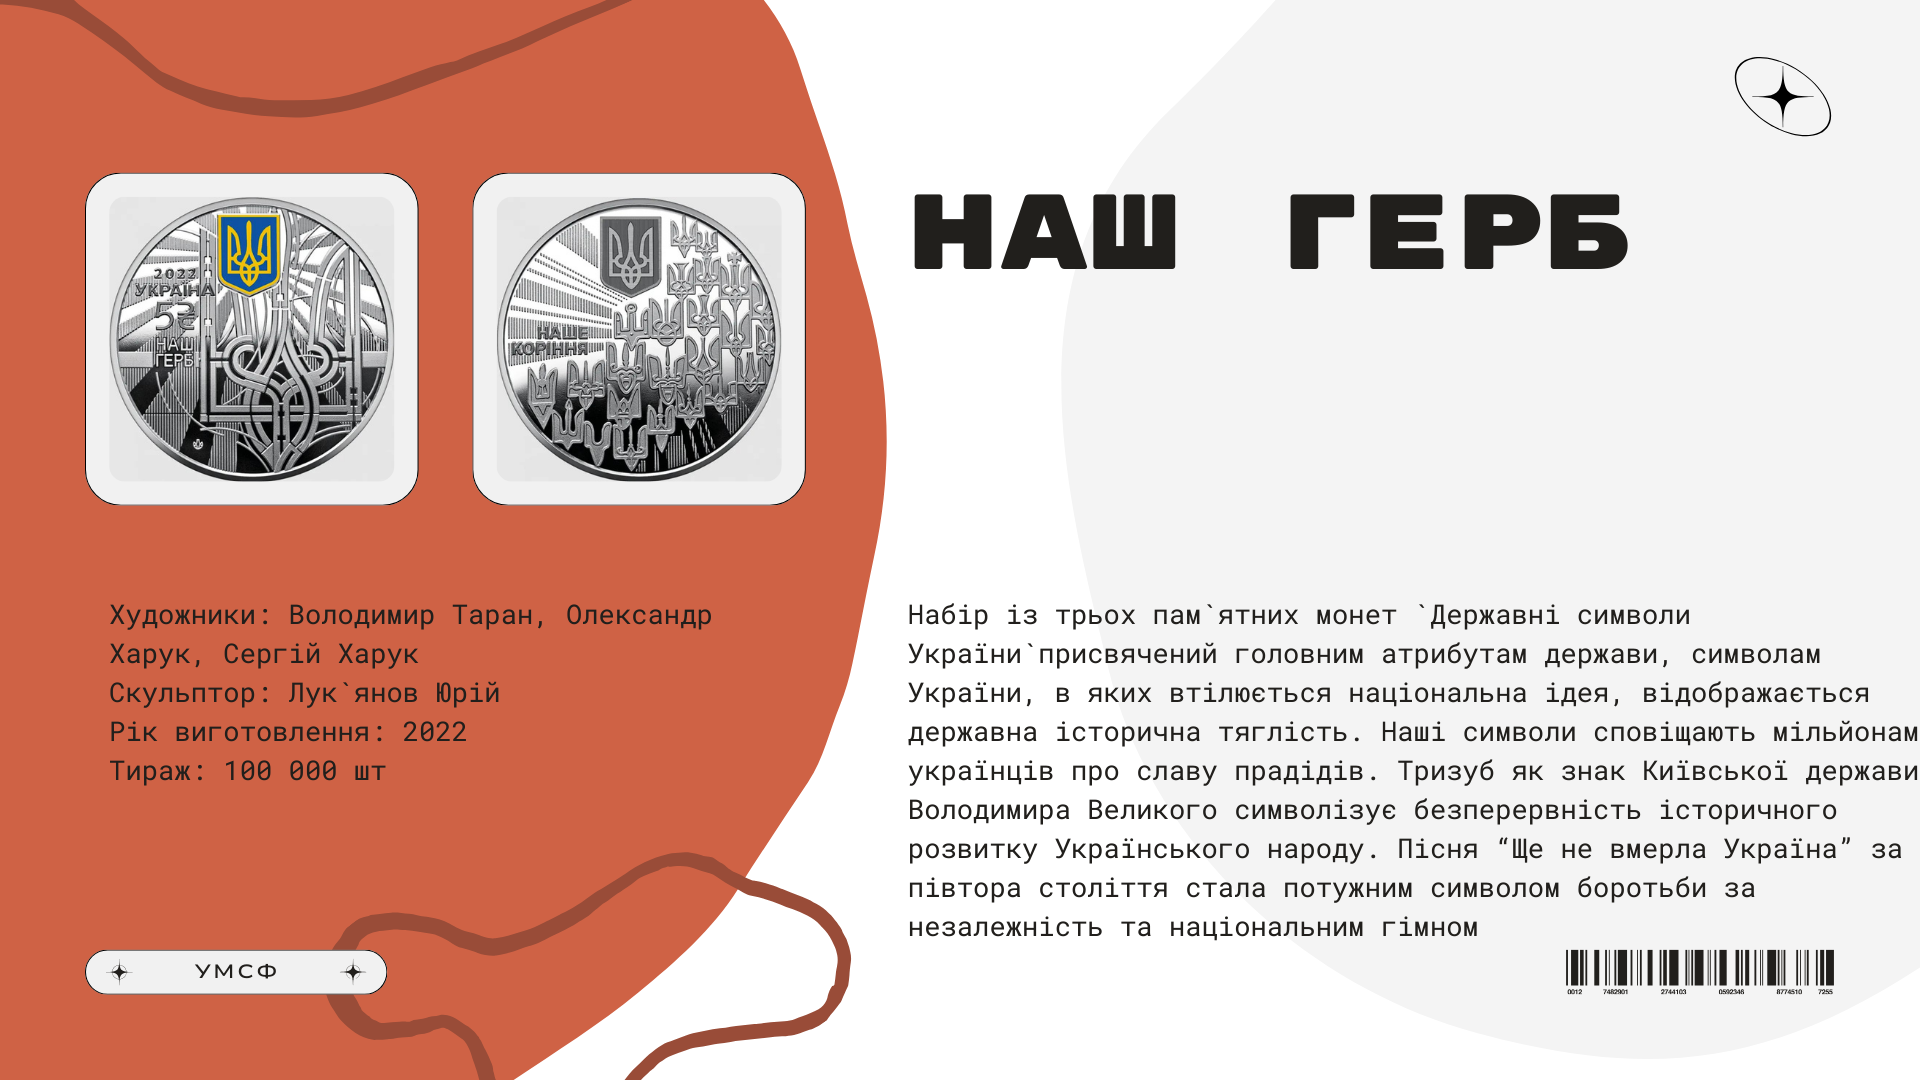 НАШ ГЕРБ
2022
УКРАЇНА
5₴
НАШ
ГЕРБ
НАШЕ
КОРІННЯ
Художники: Володимир Таран, Олександр
Харук, Сергій Харук
Скульптор: Лук`янов Юрій
Рік виготовлення: 2022
Тираж: 100 000 шт
Набір із трьох пам`ятних монет `Державні символи
України`присвячений головним атрибутам держави, символам
України, в яких втілюється національна ідея, відображається
державна історична тяглість. Наші символи сповіщають мільйонам
українців про славу прадідів. Тризуб як знак Київської держави
Володимира Великого символізує безперервність історичного
розвитку Українського народу. Пісня “Ще не вмерла Україна” за
півтора століття стала потужним символом боротьби за
незалежність та національним гімном
УМСФ
0012 7482901 2744103 0592346 8774510 7255